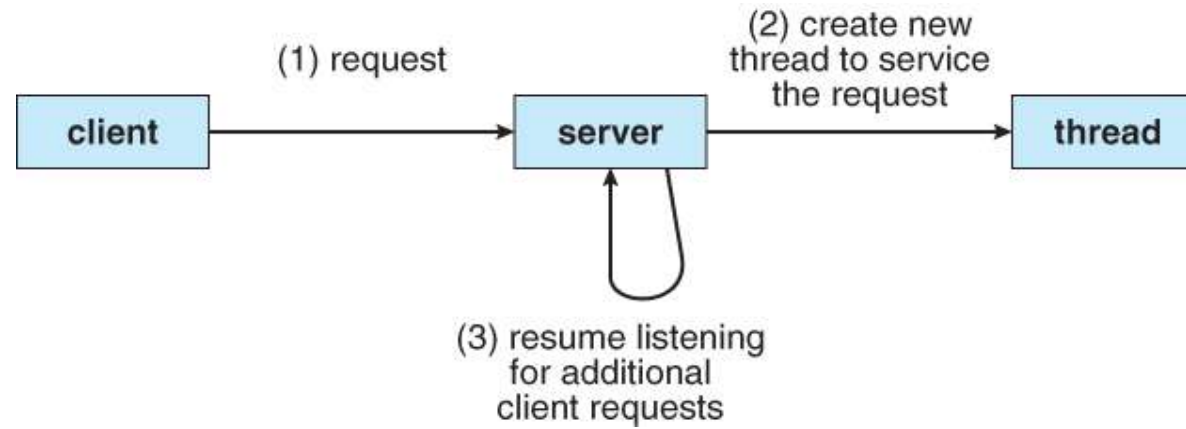 (1) request
(2) create new
thread to service
the request
client
server
thread
(3) resume listening
for additional
client requests